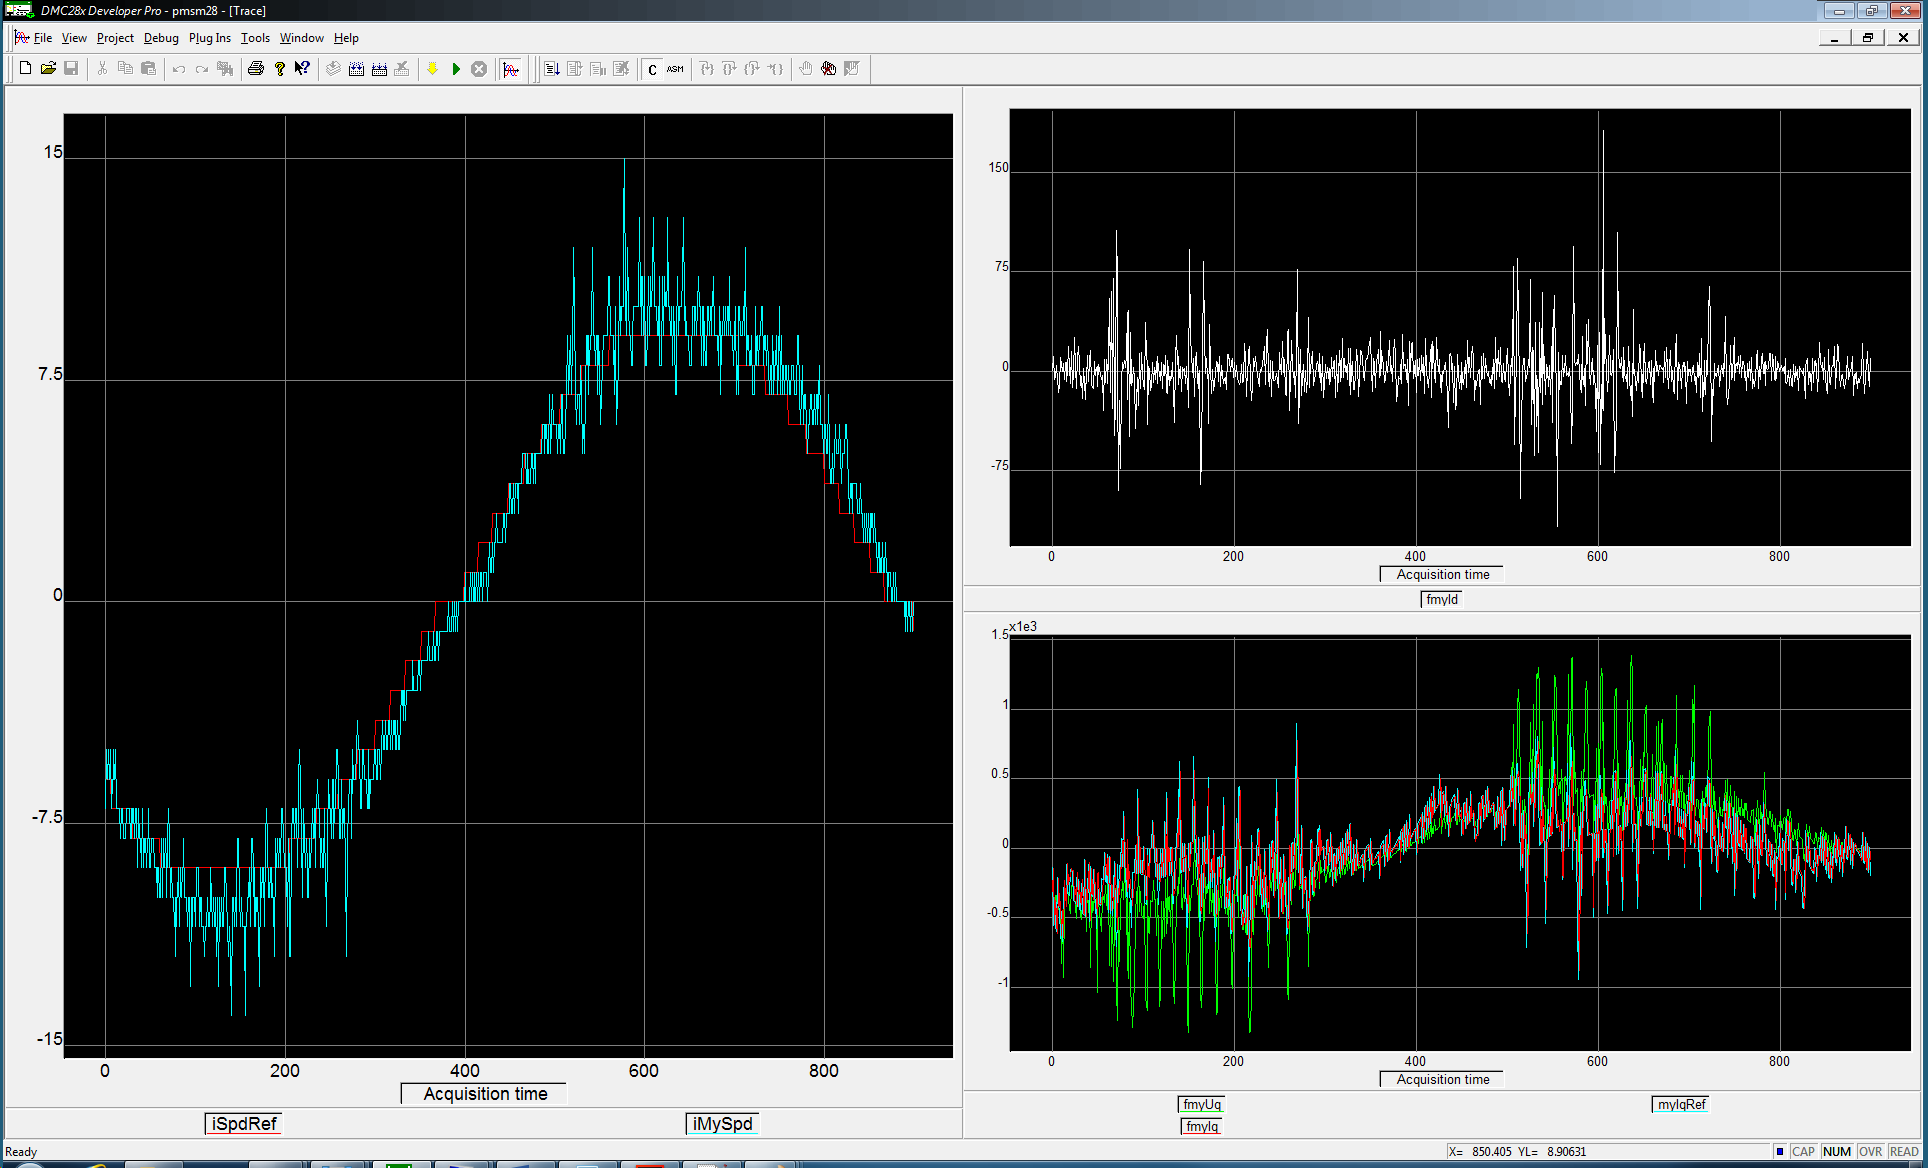 DMC28x Developer Pro - pmsm28 - [Trace]
File View Project Debug Plug Ins Tools Window Help
C ASM
15
7.5
0
-7.5
-15
0 200 400 600 800
Acquisition time
iSpdRef iMySpd
150
75
0
-75
0 200 400 600 800
Acquisition time
fmyId
x1e3
1.5
1
0.5
0
-0.5
-1
0 200 400 600 800
Acquisition time
fmyUq myIqRef
fmyIq
Ready X= 850.405 YL= 8.90631 CAP NUM OVR READ